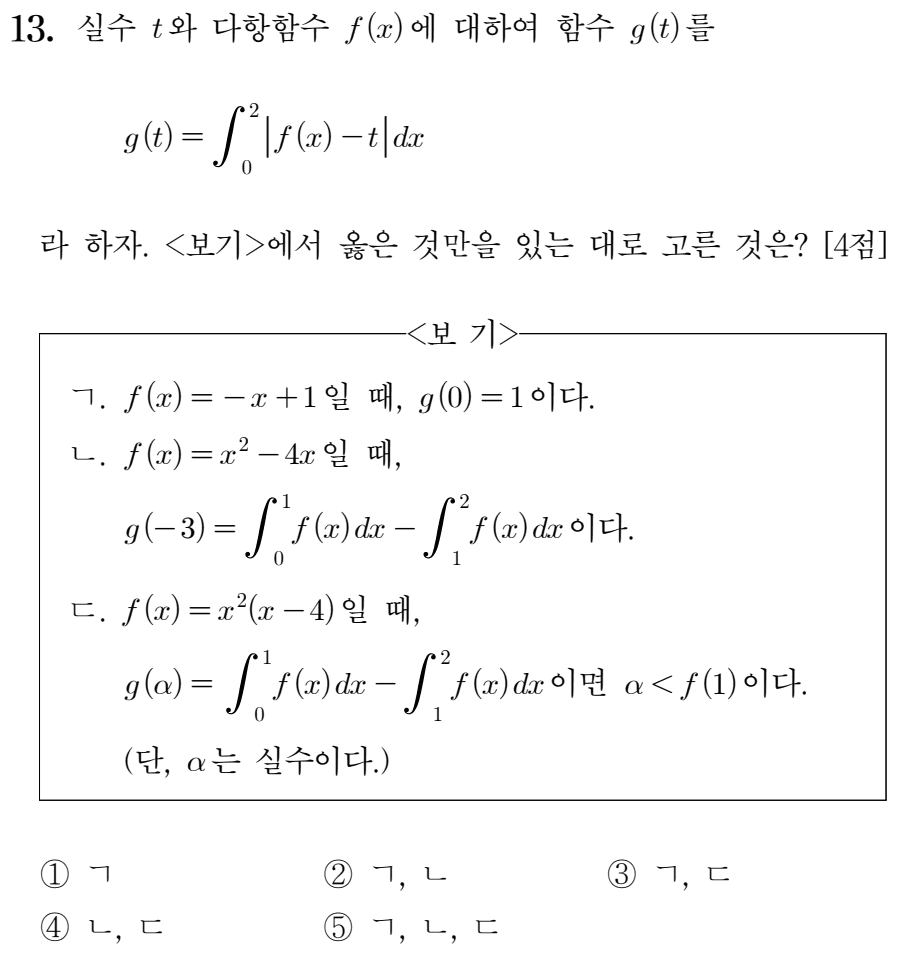 13. 실수 t와 다항함수 f(x)에 대하여 함수 g(t)를
g(t) = ∫₀² |f(x) − t| dx
라 하자. <보기>에서 옳은 것만을 있는 대로 고른 것은? [4점]
<보 기>
ㄱ. f(x) = −x + 1일 때, g(0) = 1이다.
ㄴ. f(x) = x² − 4x일 때,
g(−3) = ∫₀¹ f(x)dx − ∫₁² f(x)dx이다.
ㄷ. f(x) = x²(x − 4)일 때,
g(α) = ∫₀¹ f(x)dx − ∫₁² f(x)dx이면 α < f(1)이다.
(단, α는 실수이다.)
① ㄱ ② ㄱ, ㄴ ③ ㄱ, ㄷ
④ ㄴ, ㄷ ⑤ ㄱ, ㄴ, ㄷ